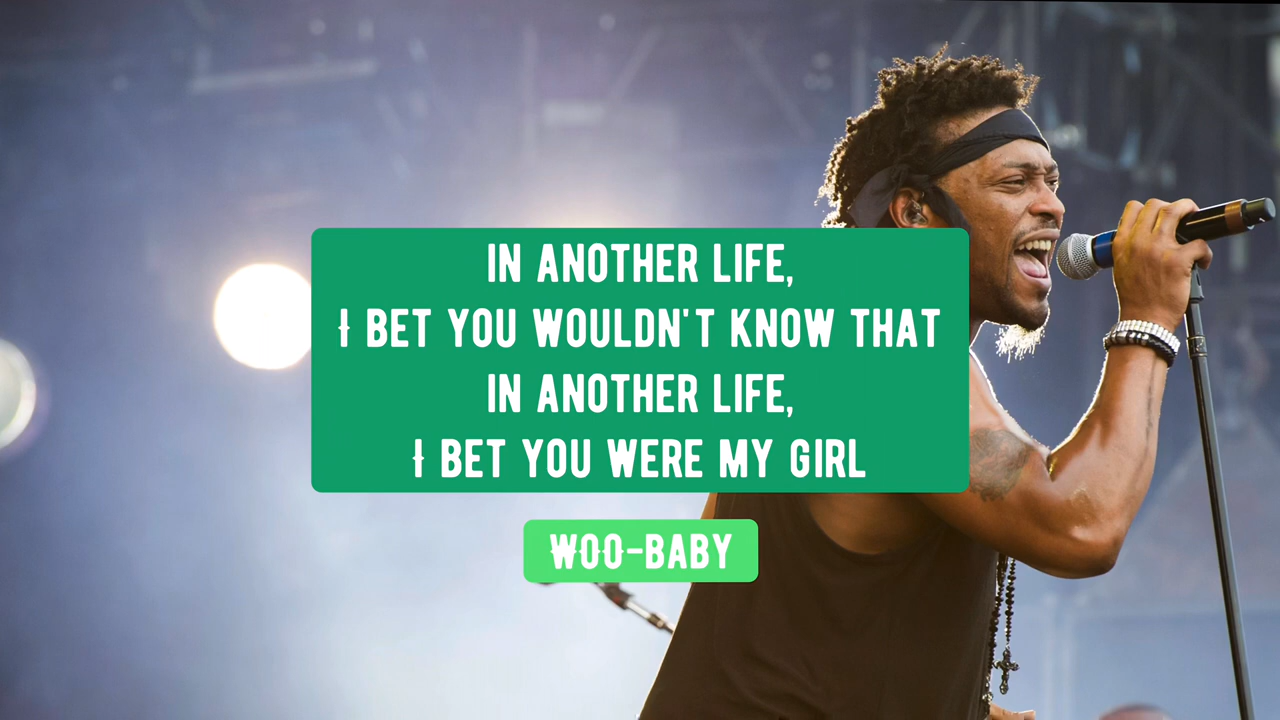 IN ANOTHER LIFE,
I BET YOU WOULDN'T KNOW THAT
IN ANOTHER LIFE,
I BET YOU WERE MY GIRL
WOO-BABY